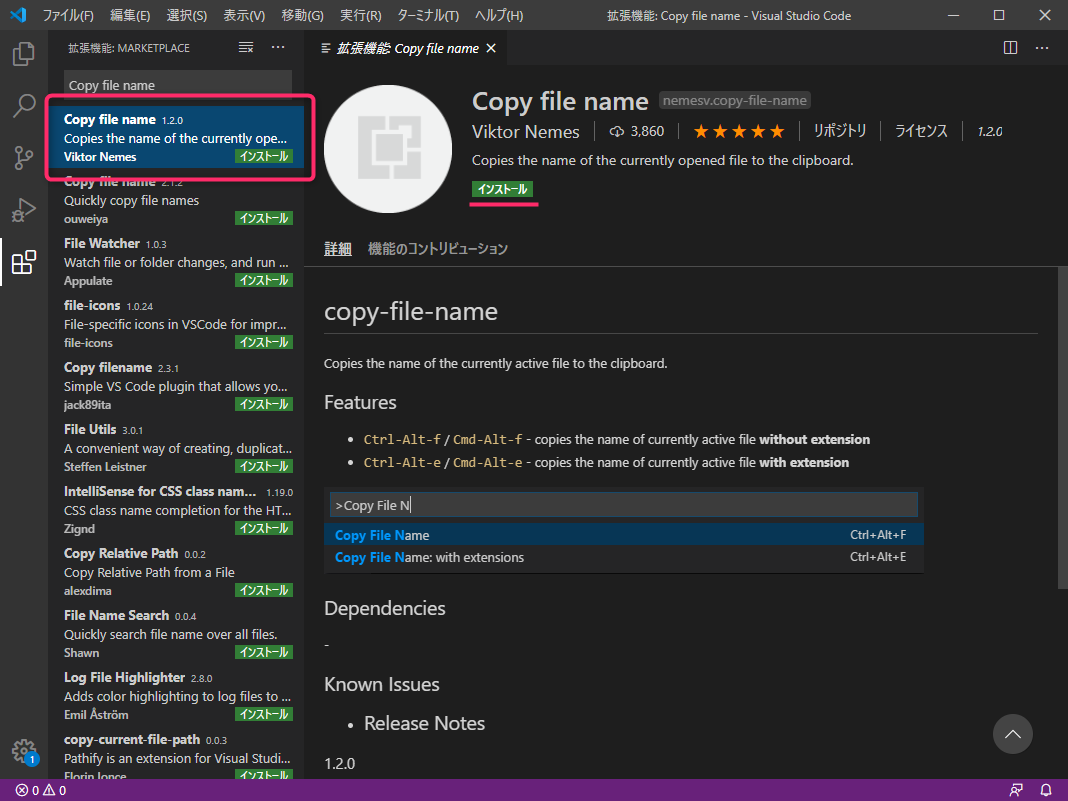 ファイル(F) 編集(E) 選択(S) 表示(V) 移動(G) 実行(R) ターミナル(T) ヘルプ(H) 拡張機能: Copy file name - Visual Studio Code
拡張機能: MARKETPLACE
Copy file name
Copy file name 1.2.0
Copies the name of the currently ope...
Viktor Nemes インストール
Copy file name 2.1.2
Quickly copy file names
ouweiya インストール
File Watcher 1.0.3
Watch file or folder changes, and run ...
Appulate インストール
file-icons 1.0.24
File-specific icons in VSCode for impr...
file-icons インストール
Copy filename 2.3.1
Simple VS Code plugin that allows yo...
jack89ita インストール
File Utils 3.0.1
A convenient way of creating, duplicat...
Steffen Leistner インストール
IntelliSense for CSS class nam... 1.19.0
CSS class name completion for the HT...
Zignd インストール
Copy Relative Path 0.0.2
Copy Relative Path from a File
alexdima インストール
File Name Search 0.0.4
Quickly search file name over all files.
Shawn インストール
Log File Highlighter 2.8.0
Adds color highlighting to log files to ...
Emil Åström インストール
copy-current-file-path 0.0.3
Pathify is an extension for Visual Studi...
Florin Jonce インストール
拡張機能: Copy file name
Copy file name nemesv.copy-file-name
Viktor Nemes 3,860 リポジトリ ライセンス 1.2.0
Copies the name of the currently opened file to the clipboard.
インストール
詳細 機能のコントリビューション
copy-file-name
Copies the name of the currently active file to the clipboard.
Features
• Ctrl-Alt-f / Cmd-Alt-f - copies the name of currently active file without extension
• Ctrl-Alt-e / Cmd-Alt-e - copies the name of currently active file with extension
>Copy File N
Copy File Name Ctrl+Alt+F
Copy File Name: with extensions Ctrl+Alt+E
Dependencies
-
Known Issues
• Release Notes
1.2.0
1
0 0